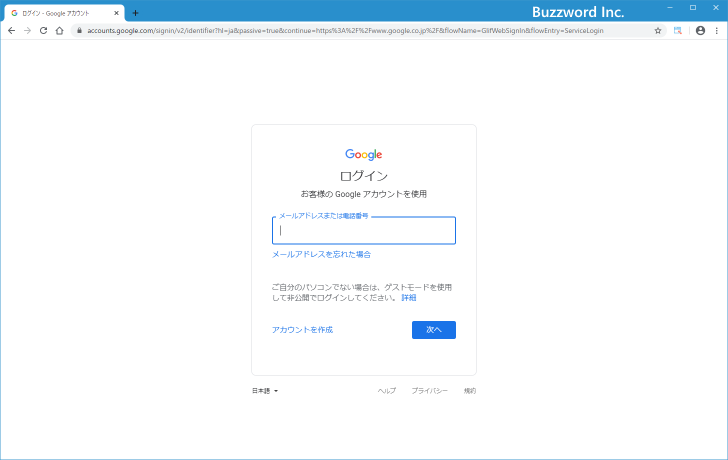 Buzzword Inc.
ログイン - Google アカウント
accounts.google.com/signin/v2/identifier?hl=ja&passive=true&continue=https%3A%2F%2Fwww.google.co.jp%2F&flowName=GlifWebSignIn&flowEntry=ServiceLogin
Google
ログイン
お客様の Google アカウントを使用
メールアドレスまたは電話番号
メールアドレスを忘れた場合
ご自分のパソコンでない場合は、ゲストモードを使用
して非公開でログインしてください。 詳細
アカウントを作成 次へ
日本語 ヘルプ プライバシー 規約